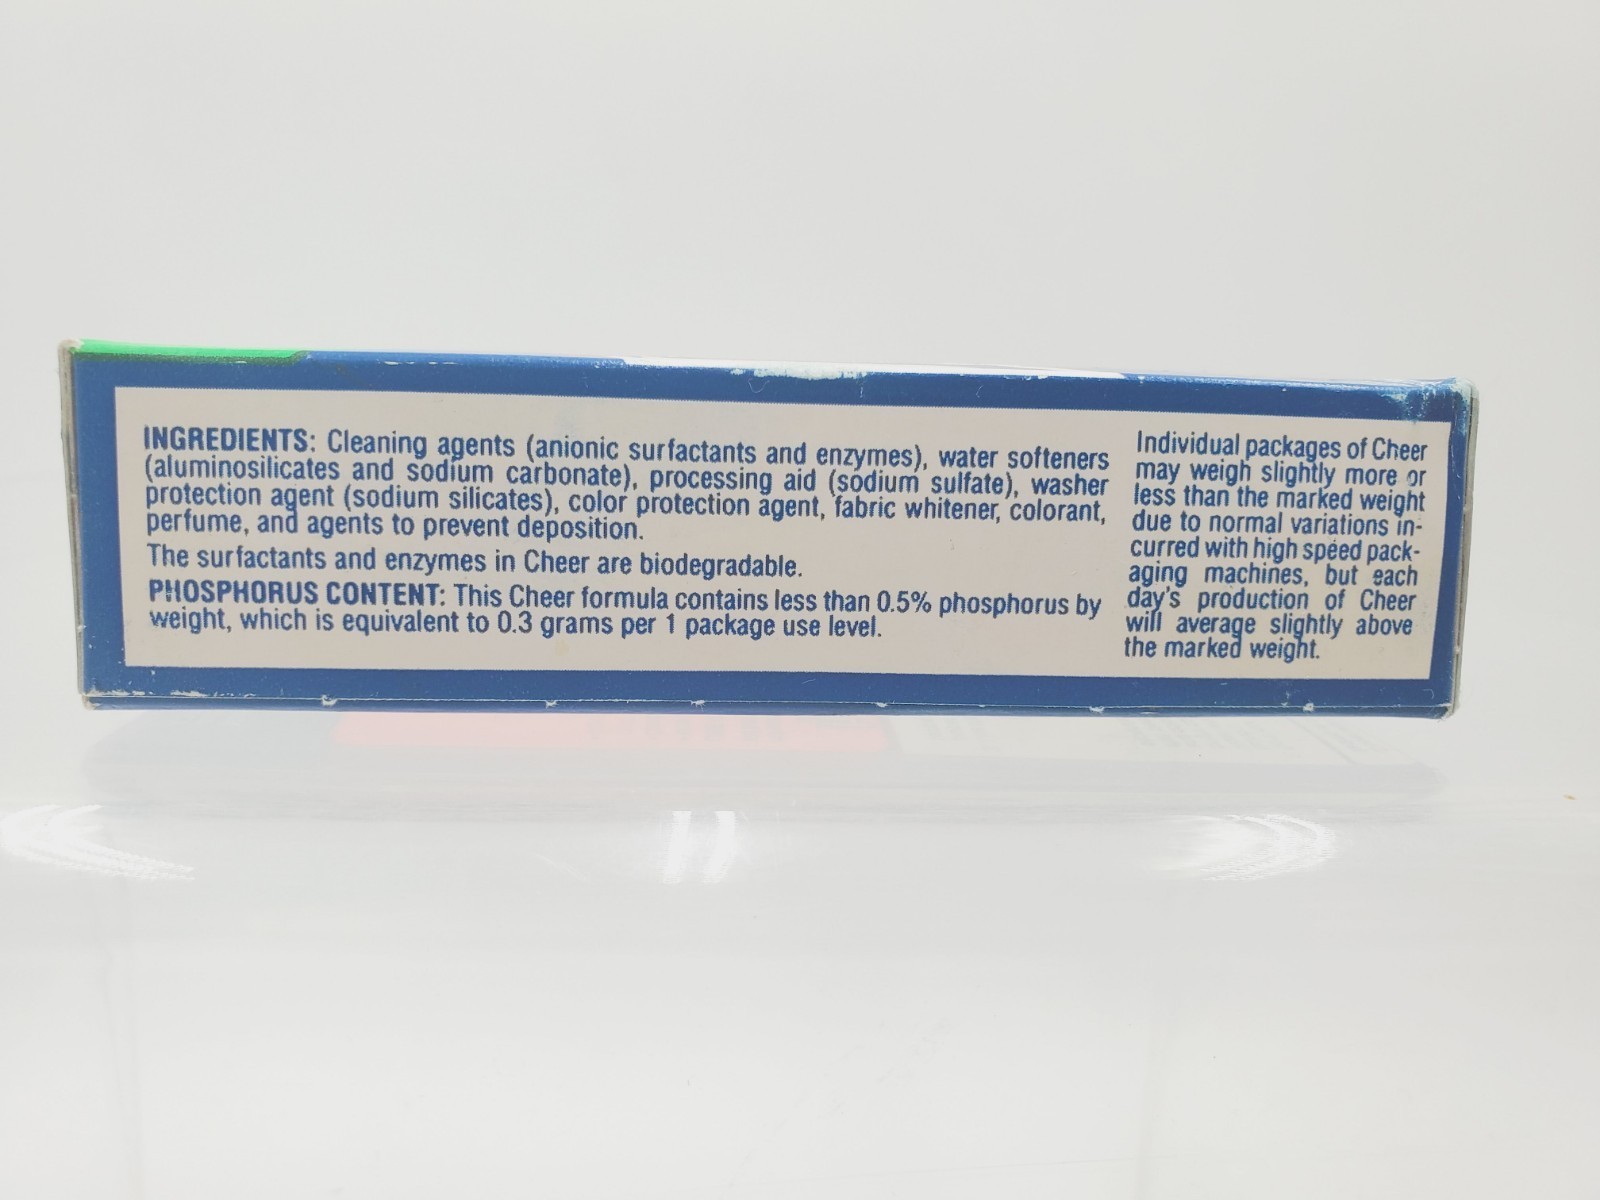 INGREDIENTS: Cleaning agents (anionic surfactants and enzymes), water softeners
(aluminosilicates and sodium carbonate), processing aid (sodium sulfate), washer
protection agent (sodium silicates), color protection agent, fabric whitener, colorant,
perfume, and agents to prevent deposition.
The surfactants and enzymes in Cheer are biodegradable.
PHOSPHORUS CONTENT: This Cheer formula contains less than 0.5% phosphorus by
weight, which is equivalent to 0.3 grams per 1 package use level.
Individual packages of Cheer
may weigh slightly more or
less than the marked weight
due to normal variations in-
curred with high speed pack-
aging machines, but each
day's production of Cheer
will average slightly above
the marked weight.